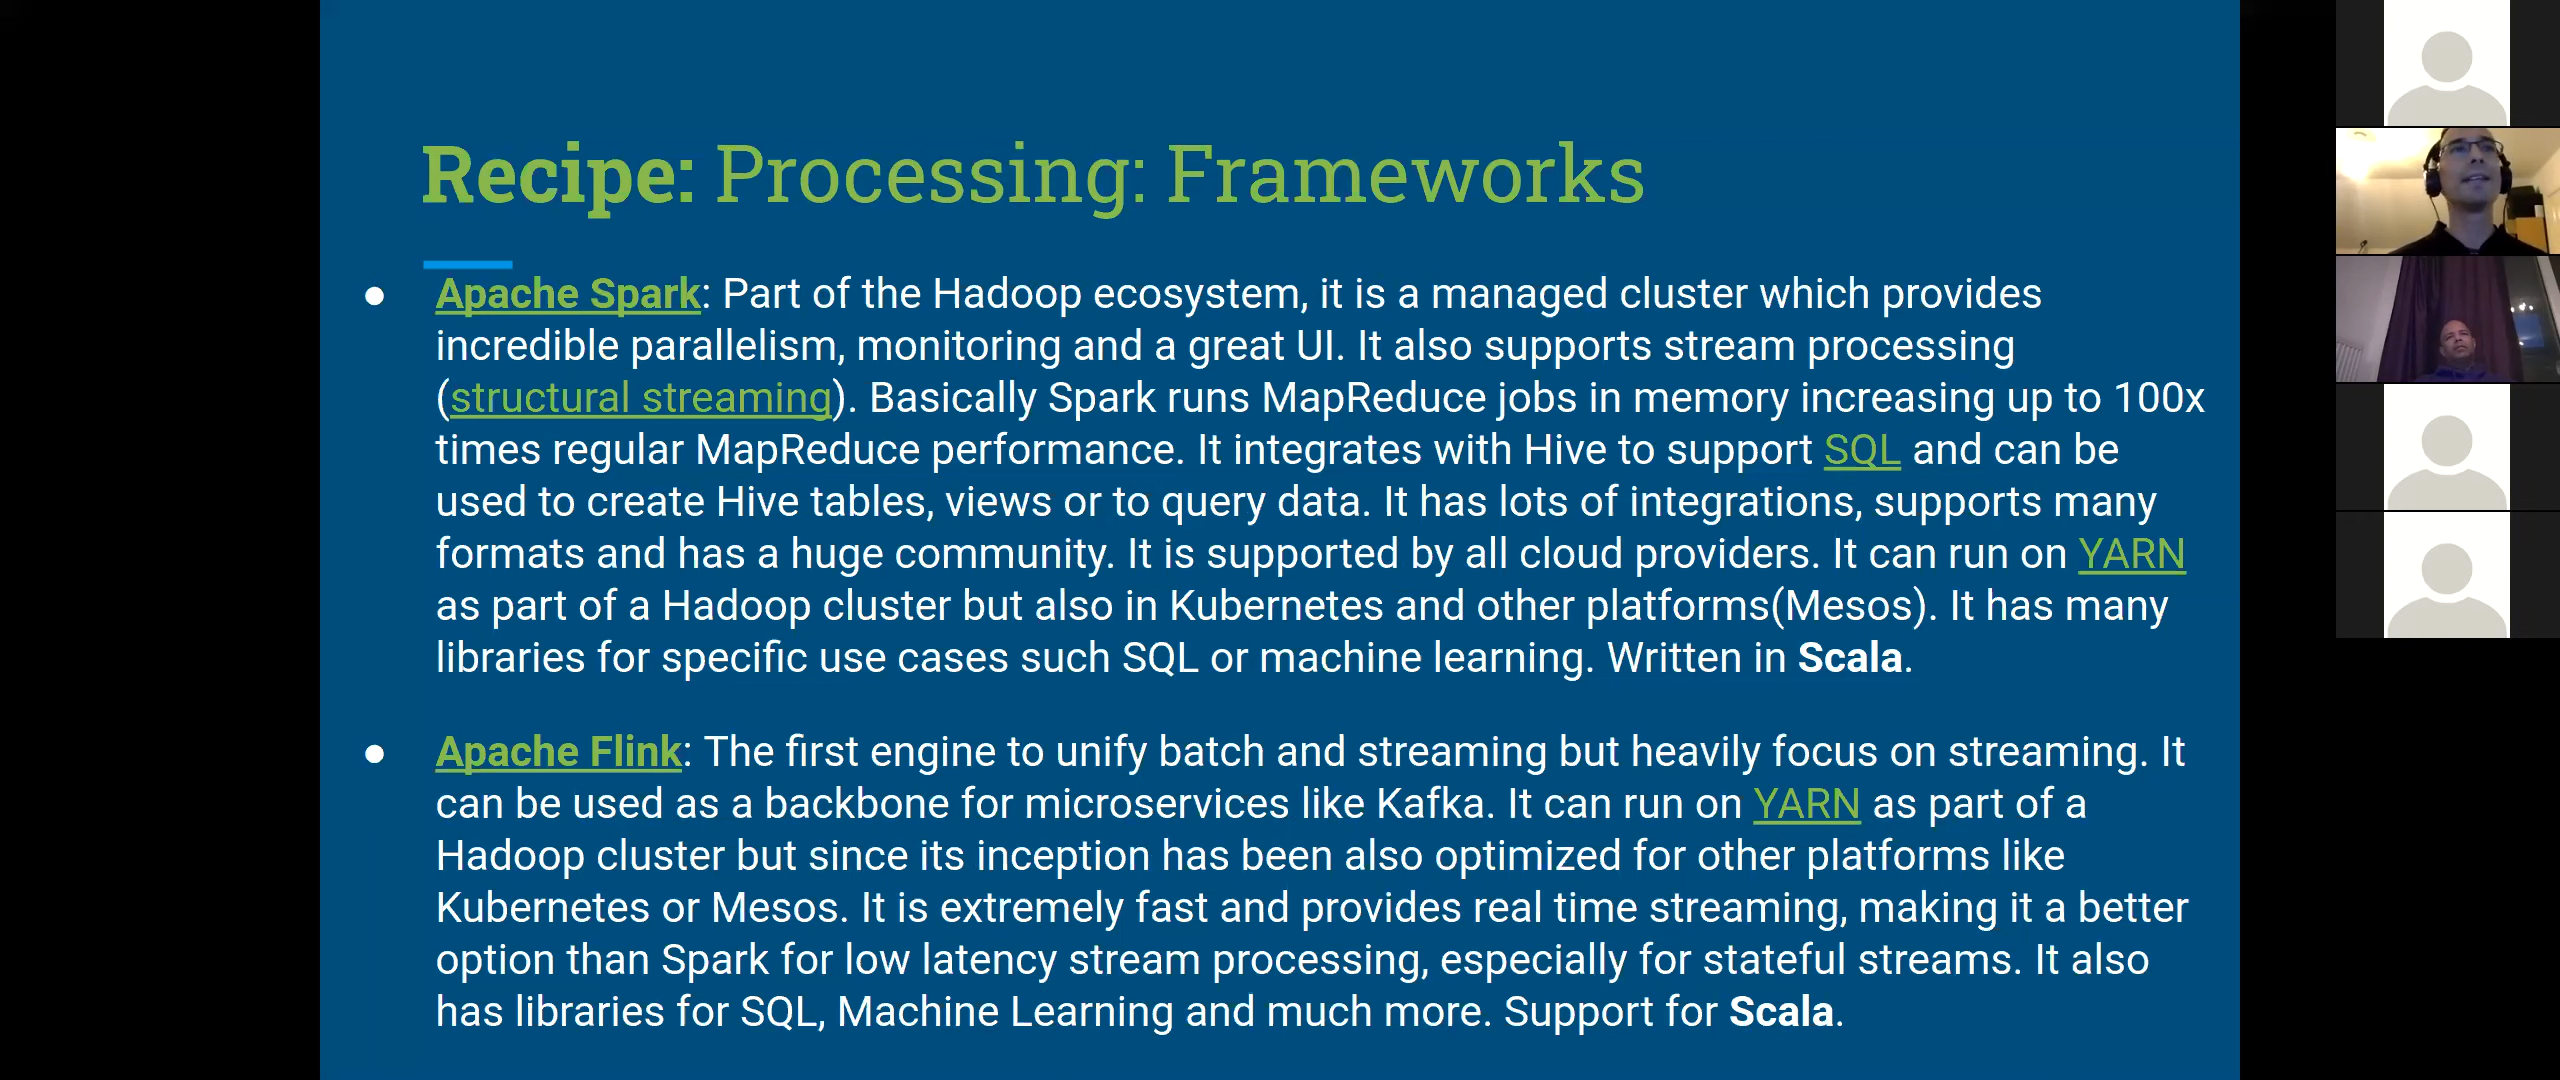 Recipe: Processing: Frameworks
● Apache Spark: Part of the Hadoop ecosystem, it is a managed cluster which provides
incredible parallelism, monitoring and a great UI. It also supports stream processing
(structural streaming). Basically Spark runs MapReduce jobs in memory increasing up to 100x
times regular MapReduce performance. It integrates with Hive to support SQL and can be
used to create Hive tables, views or to query data. It has lots of integrations, supports many
formats and has a huge community. It is supported by all cloud providers. It can run on YARN
as part of a Hadoop cluster but also in Kubernetes and other platforms(Mesos). It has many
libraries for specific use cases such SQL or machine learning. Written in Scala.
● Apache Flink: The first engine to unify batch and streaming but heavily focus on streaming. It
can be used as a backbone for microservices like Kafka. It can run on YARN as part of a
Hadoop cluster but since its inception has been also optimized for other platforms like
Kubernetes or Mesos. It is extremely fast and provides real time streaming, making it a better
option than Spark for low latency stream processing, especially for stateful streams. It also
has libraries for SQL, Machine Learning and much more. Support for Scala.